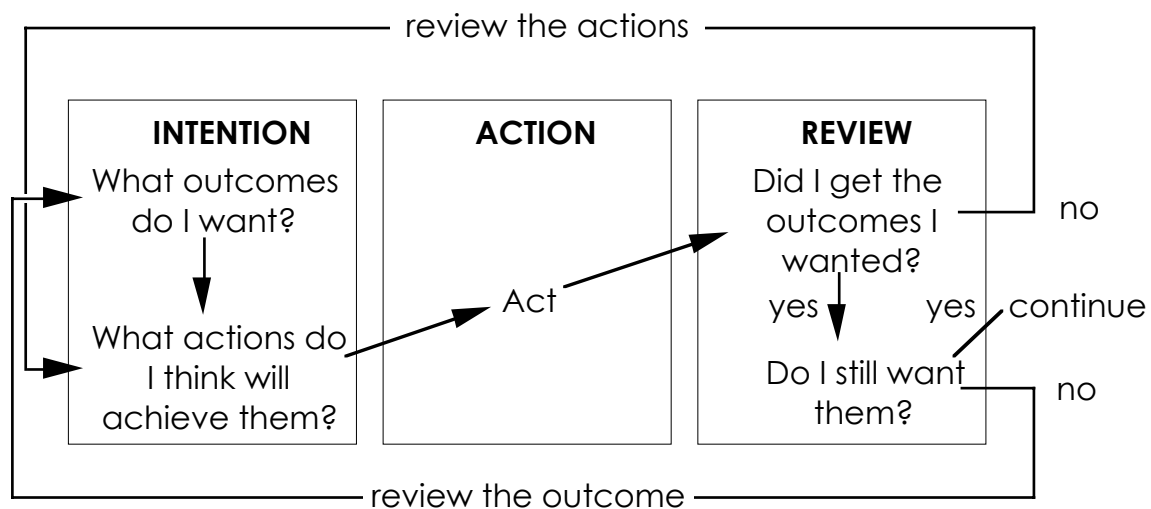 review the actions
INTENTION
What outcomes
do I want?
What actions do
I think will
achieve them?
ACTION
Act
REVIEW
Did I get the
outcomes I
wanted?
no
yes
yes
continue
Do I still want
them?
no
review the outcome